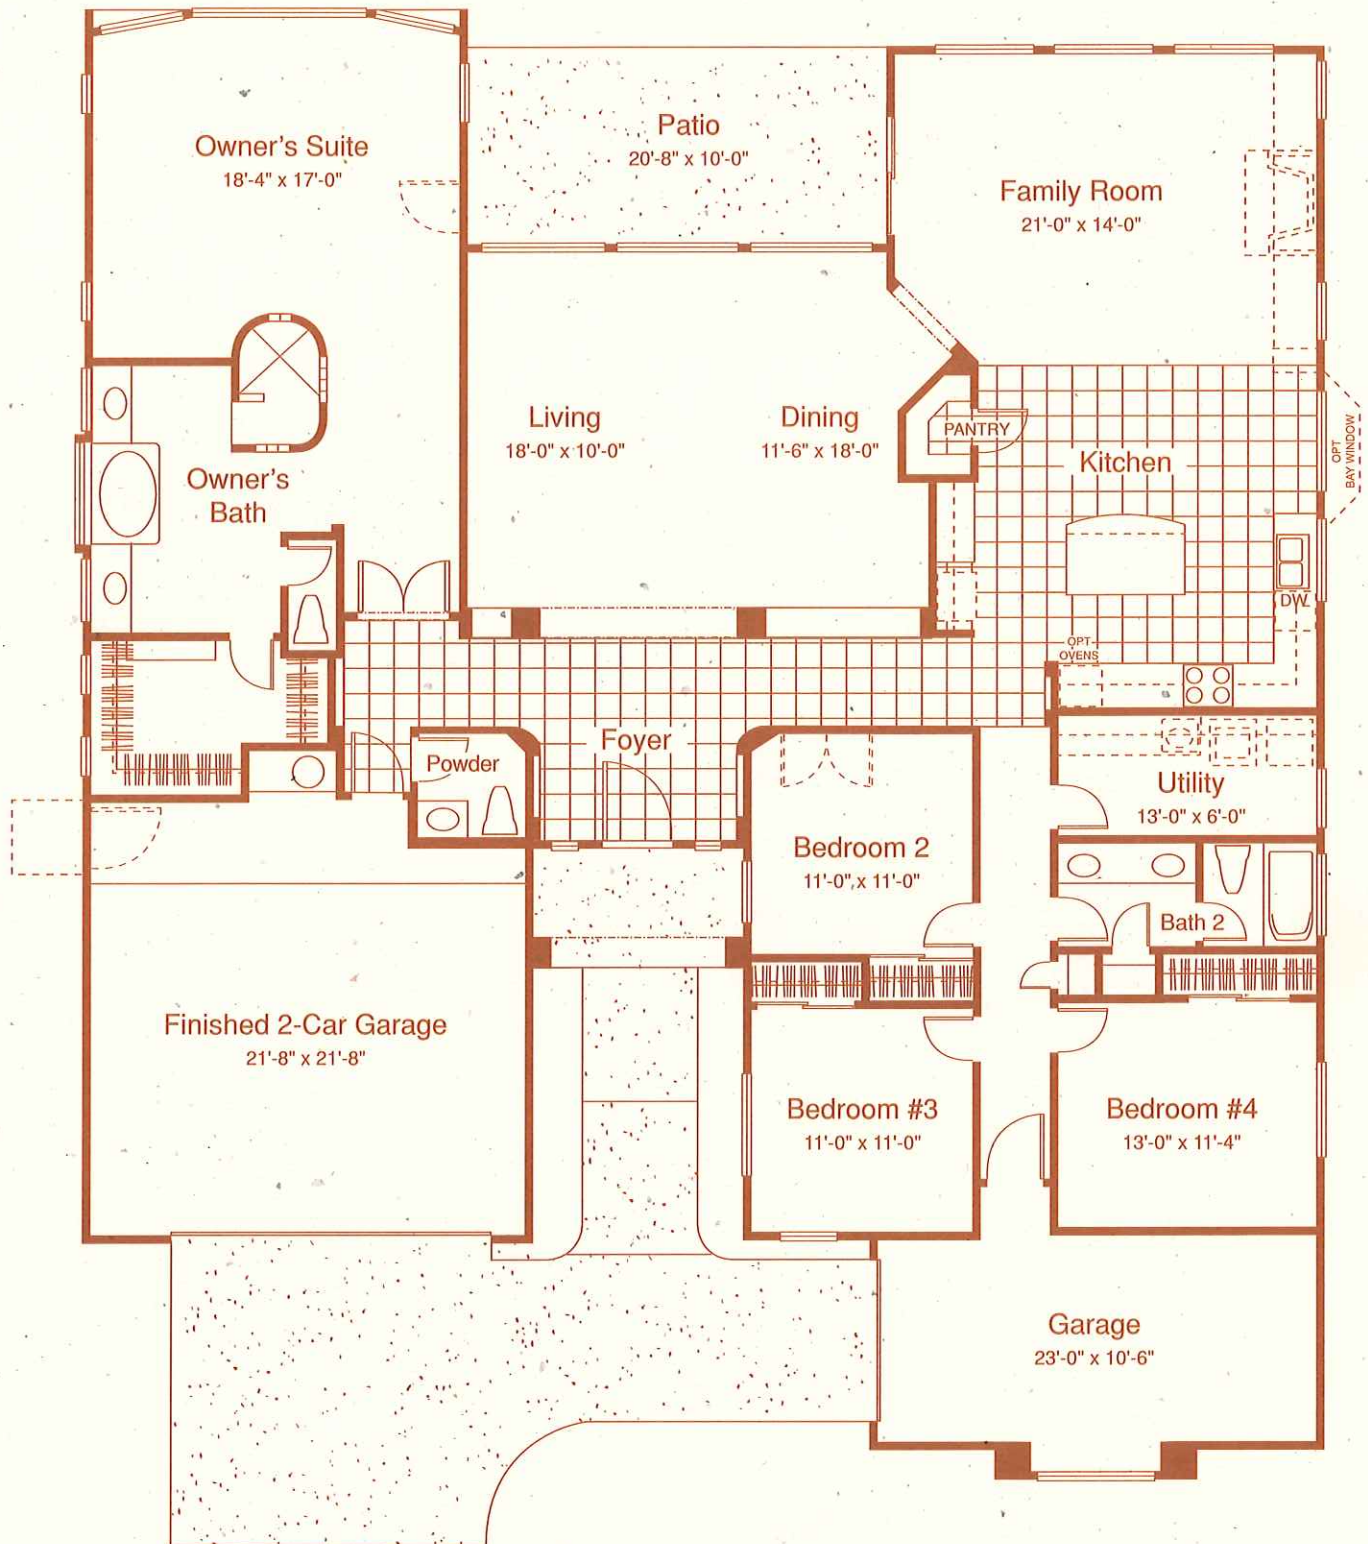 Owner's Suite
18'-4" x 17'-0"
Patio
20'-8" x 10'-0"
Family Room
21'-0" x 14'-0"
Living
18'-0" x 10'-0"
Dining
11'-6" x 18'-0"
PANTRY
Kitchen
OPT
BAY WINDOW
Owner's
Bath
DW
OPT
OVENS
Foyer
Powder
Utility
13'-0" x 6'-0"
Bedroom 2
11'-0" x 11'-0"
Bath 2
Finished 2-Car Garage
21'-8" x 21'-8"
Bedroom #3
11'-0" x 11'-0"
Bedroom #4
13'-0" x 11'-4"
Garage
23'-0" x 10'-6"